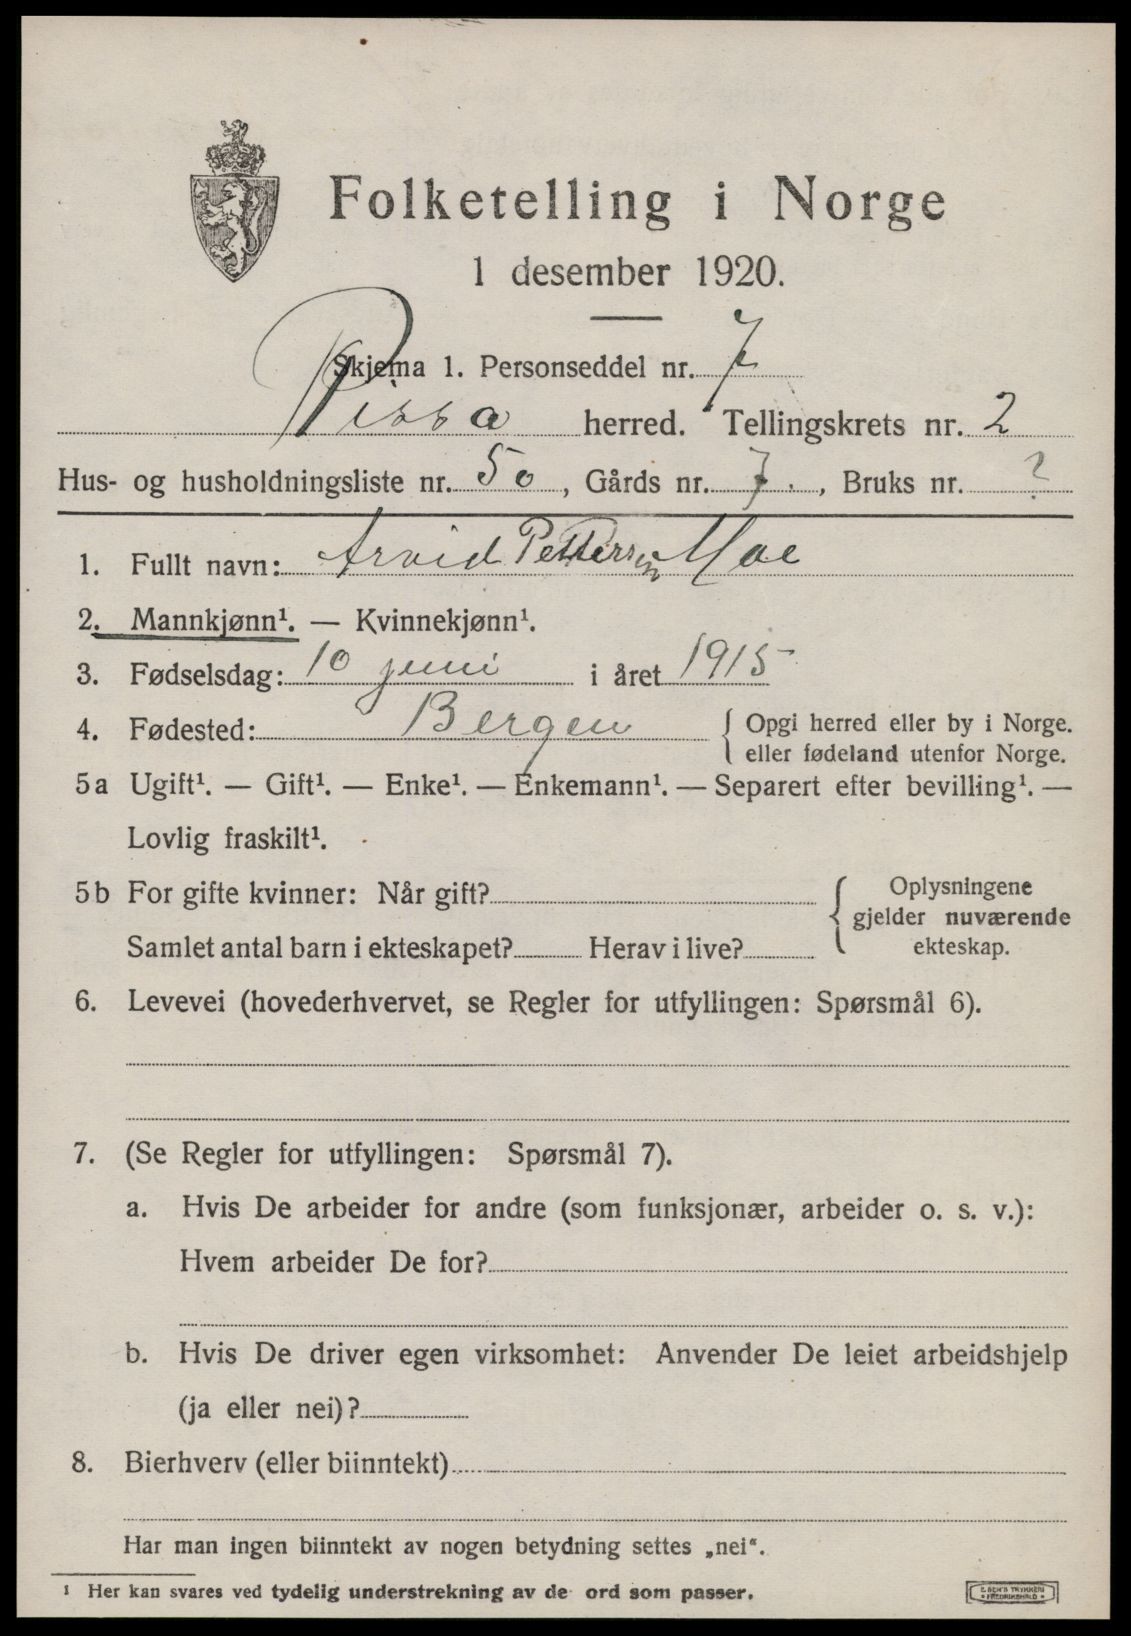 Folketelling i Norge
1 desember 1920.
Skjema 1. Personseddel nr. 7
Rissa herred. Tellingskrets nr. 2
Hus- og husholdningsliste nr. 50, Gårds nr. 7., Bruks nr. ?
1. Fullt navn: Arvid Pettersen Moe
2. Mannkjønn¹. — Kvinnekjønn¹.
3. Fødselsdag: 10 juni i året 1915
4. Fødested: Bergen { Opgi herred eller by i Norge.
eller fødeland utenfor Norge.
5a Ugift¹. — Gift¹. — Enke¹. — Enkemann¹. — Separert efter bevilling¹. —
Lovlig fraskilt¹.
5b For gifte kvinner: Når gift? { Oplysningene
gjelder nuværende
Samlet antal barn i ekteskapet? Herav i live? ekteskap.
6. Levevei (hovederhvervet, se Regler for utfyllingen: Spørsmål 6).
7. (Se Regler for utfyllingen: Spørsmål 7).
a. Hvis De arbeider for andre (som funksjonær, arbeider o. s. v.):
Hvem arbeider De for?
b. Hvis De driver egen virksomhet: Anvender De leiet arbeidshjelp
(ja eller nei)?
8. Bierhverv (eller biinntekt)
Har man ingen biinntekt av nogen betydning settes „nei“.
¹ Her kan svares ved tydelig understrekning av de ord som passer.